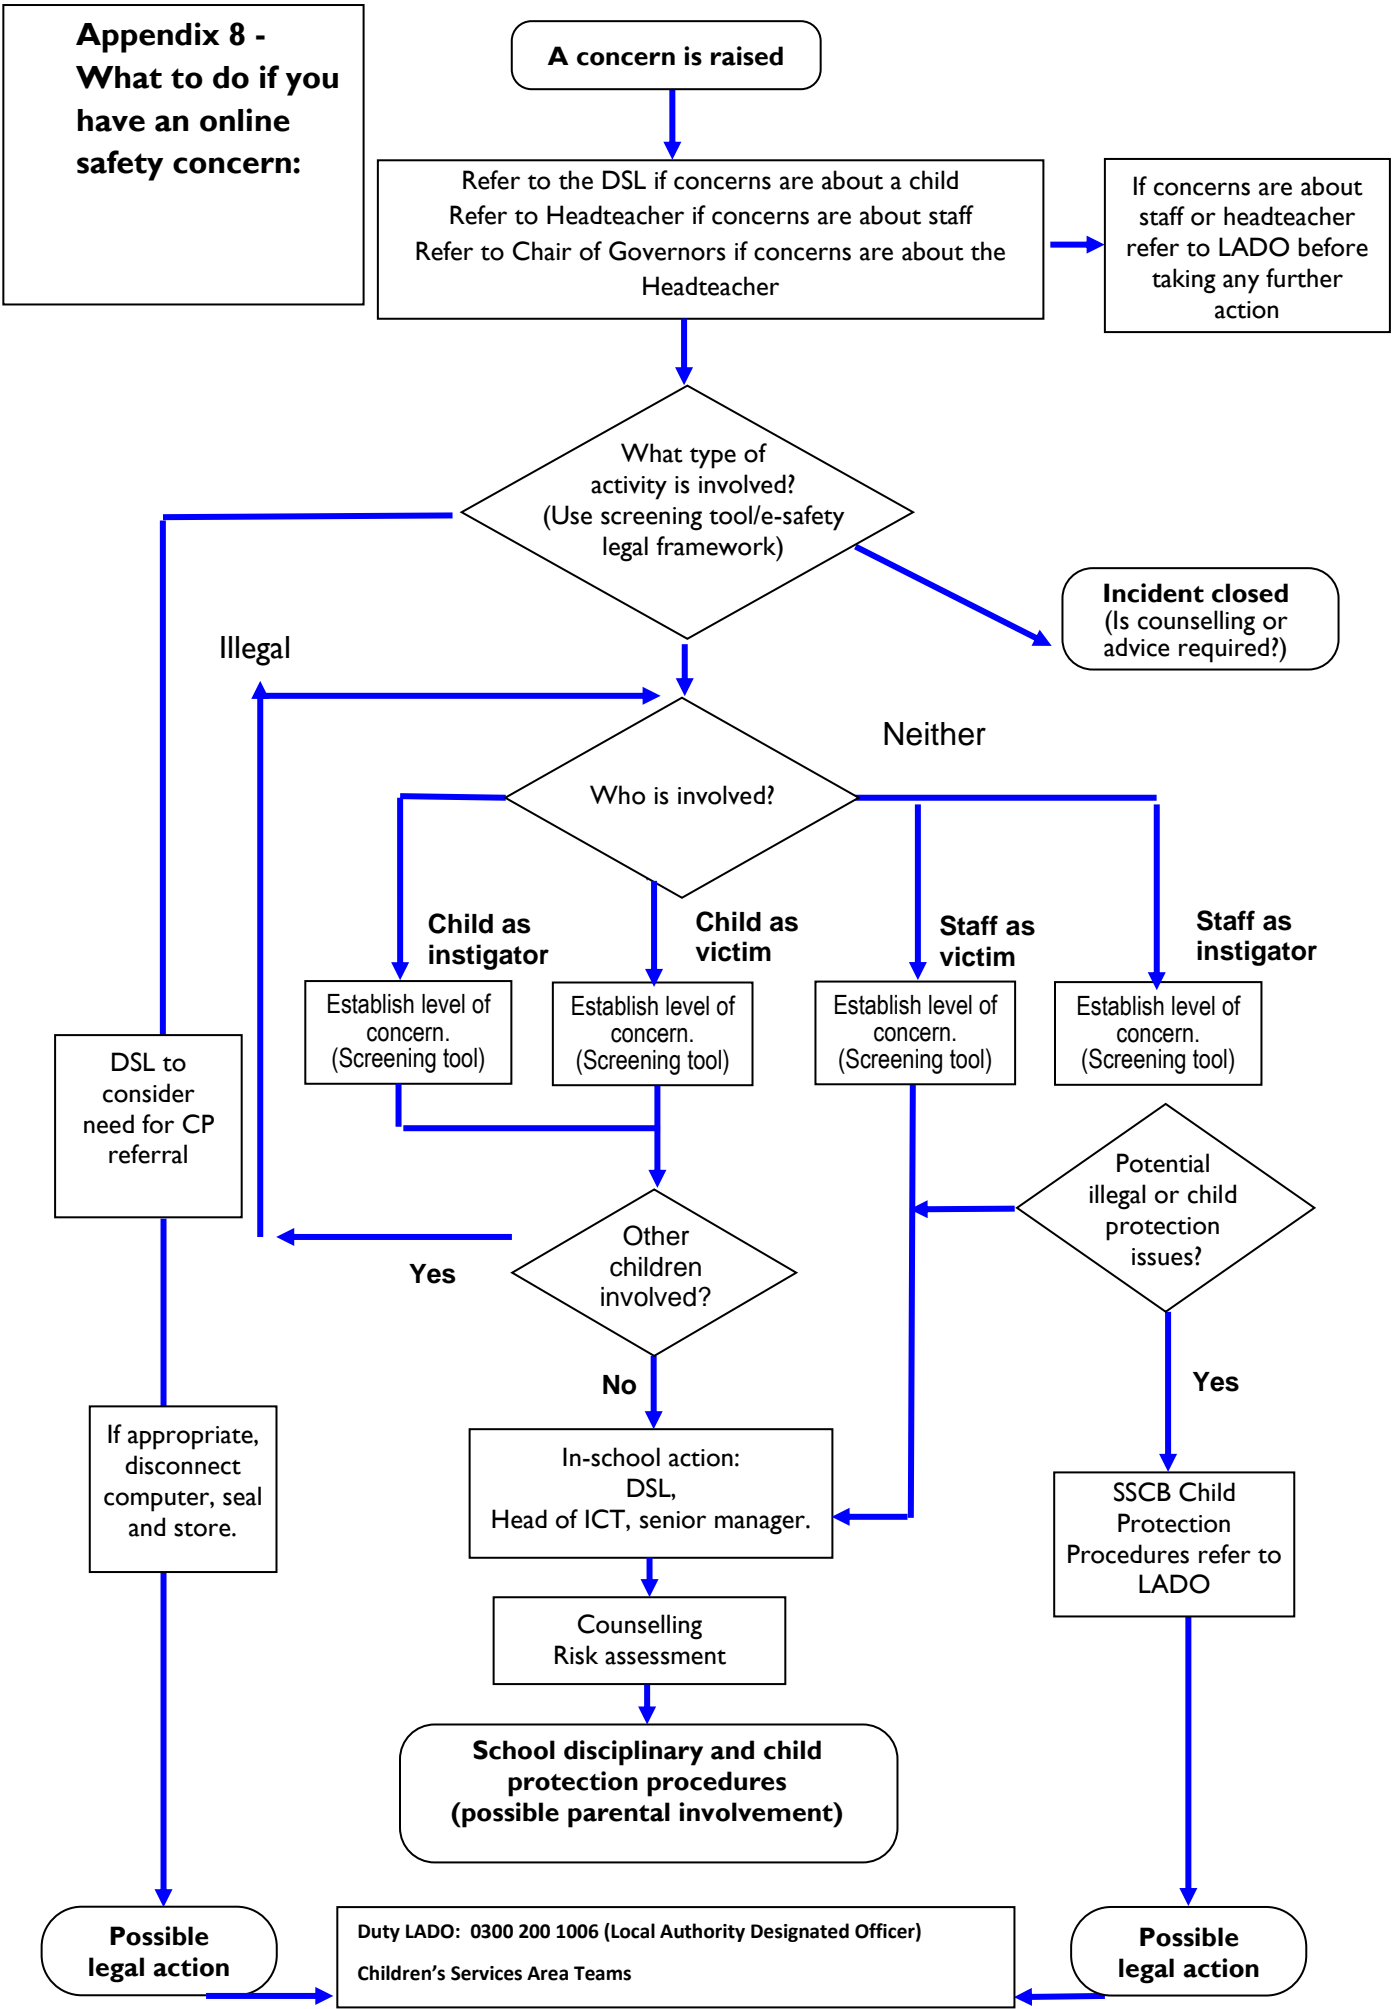 Appendix 8 -
What to do if you
have an online
safety concern:
A concern is raised
Refer to the DSL if concerns are about a child
Refer to Headteacher if concerns are about staff
Refer to Chair of Governors if concerns are about the
Headteacher
If concerns are about
staff or headteacher
refer to LADO before
taking any further
action
What type of
activity is involved?
(Use screening tool/e-safety
legal framework)
Incident closed
(Is counselling or
advice required?)
Illegal
Neither
Who is involved?
Child as
instigator
Child as
victim
Staff as
victim
Staff as
instigator
Establish level of
concern.
(Screening tool)
Establish level of
concern.
(Screening tool)
Establish level of
concern.
(Screening tool)
Establish level of
concern.
(Screening tool)
DSL to
consider
need for CP
referral
Potential
illegal or child
protection
issues?
Other
children
involved?
Yes
No
Yes
If appropriate,
disconnect
computer, seal
and store.
In-school action:
DSL,
Head of ICT, senior manager.
SSCB Child
Protection
Procedures refer to
LADO
Counselling
Risk assessment
School disciplinary and child
protection procedures
(possible parental involvement)
Possible
legal action
Duty LADO: 0300 200 1006 (Local Authority Designated Officer)
Children's Services Area Teams
Possible
legal action